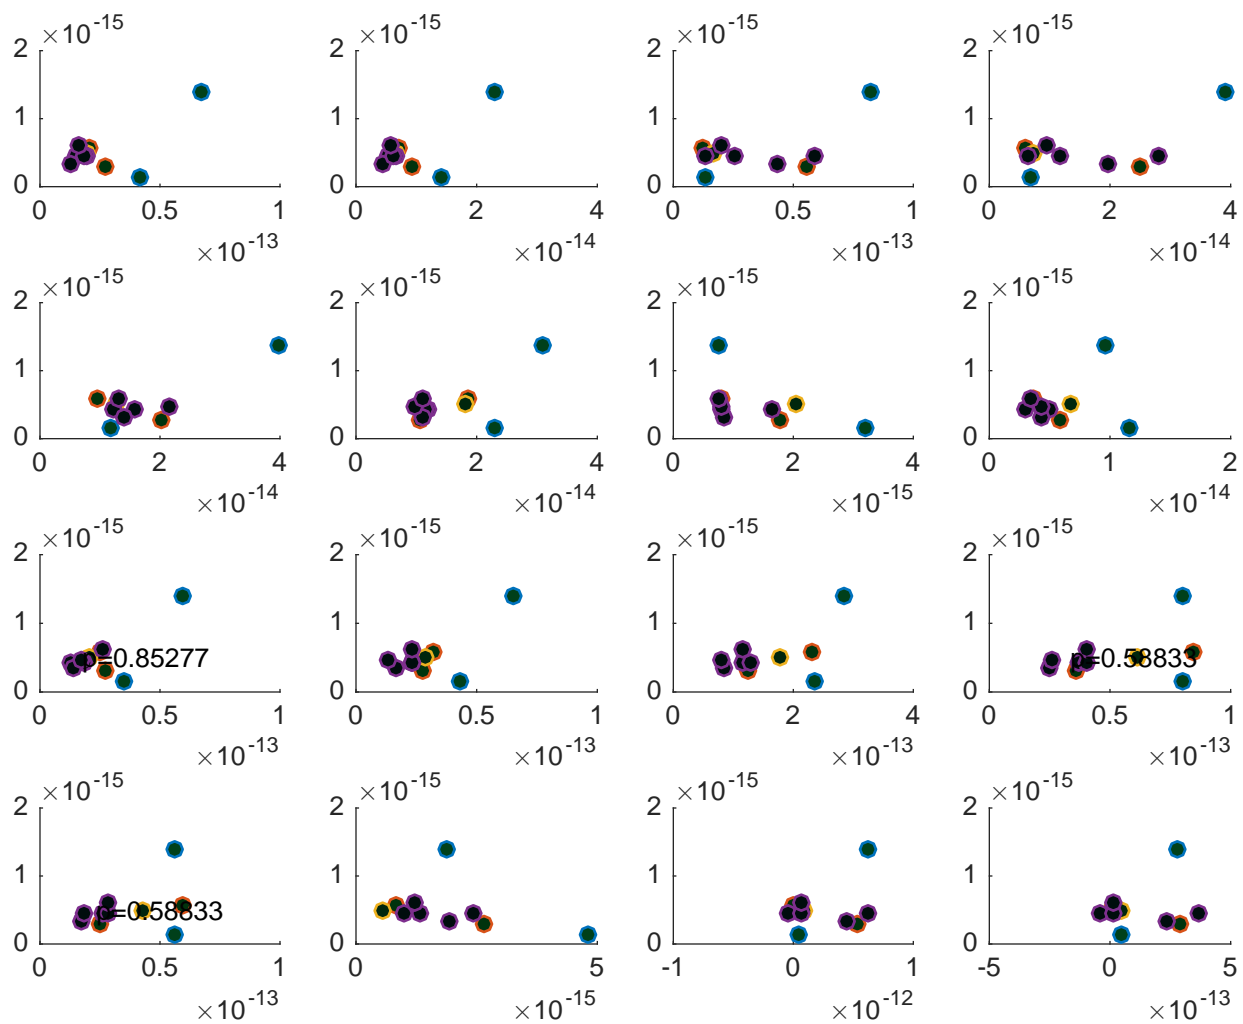 ×10-15 ×10-15 ×10-15 ×10-15
2 2 2 2
1 1 1 1
0 0 0 0
0 0.5 1 0 2 4 0 0.5 1 0 2 4
×10-13 ×10-14 ×10-13 ×10-14
×10-15 ×10-15 ×10-15 ×10-15
2 2 2 2
1 1 1 1
0 0 0 0
0 2 4 0 2 4 0 2 4 0 1 2
×10-14 ×10-14 ×10-15 ×10-14
×10-15 ×10-15 ×10-15 ×10-15
2 2 2 2
1 1 1 1
p=0.85277 p=0.58833
0 0 0 0
0 0.5 1 0 0.5 1 0 2 4 0 0.5 1
×10-13 ×10-13 ×10-13 ×10-13
×10-15 ×10-15 ×10-15 ×10-15
2 2 2 2
1 1 1 1
p=0.58833
0 0 0 0
0 0.5 1 0 5 -1 0 1 -5 0 5
×10-13 ×10-15 ×10-12 ×10-13